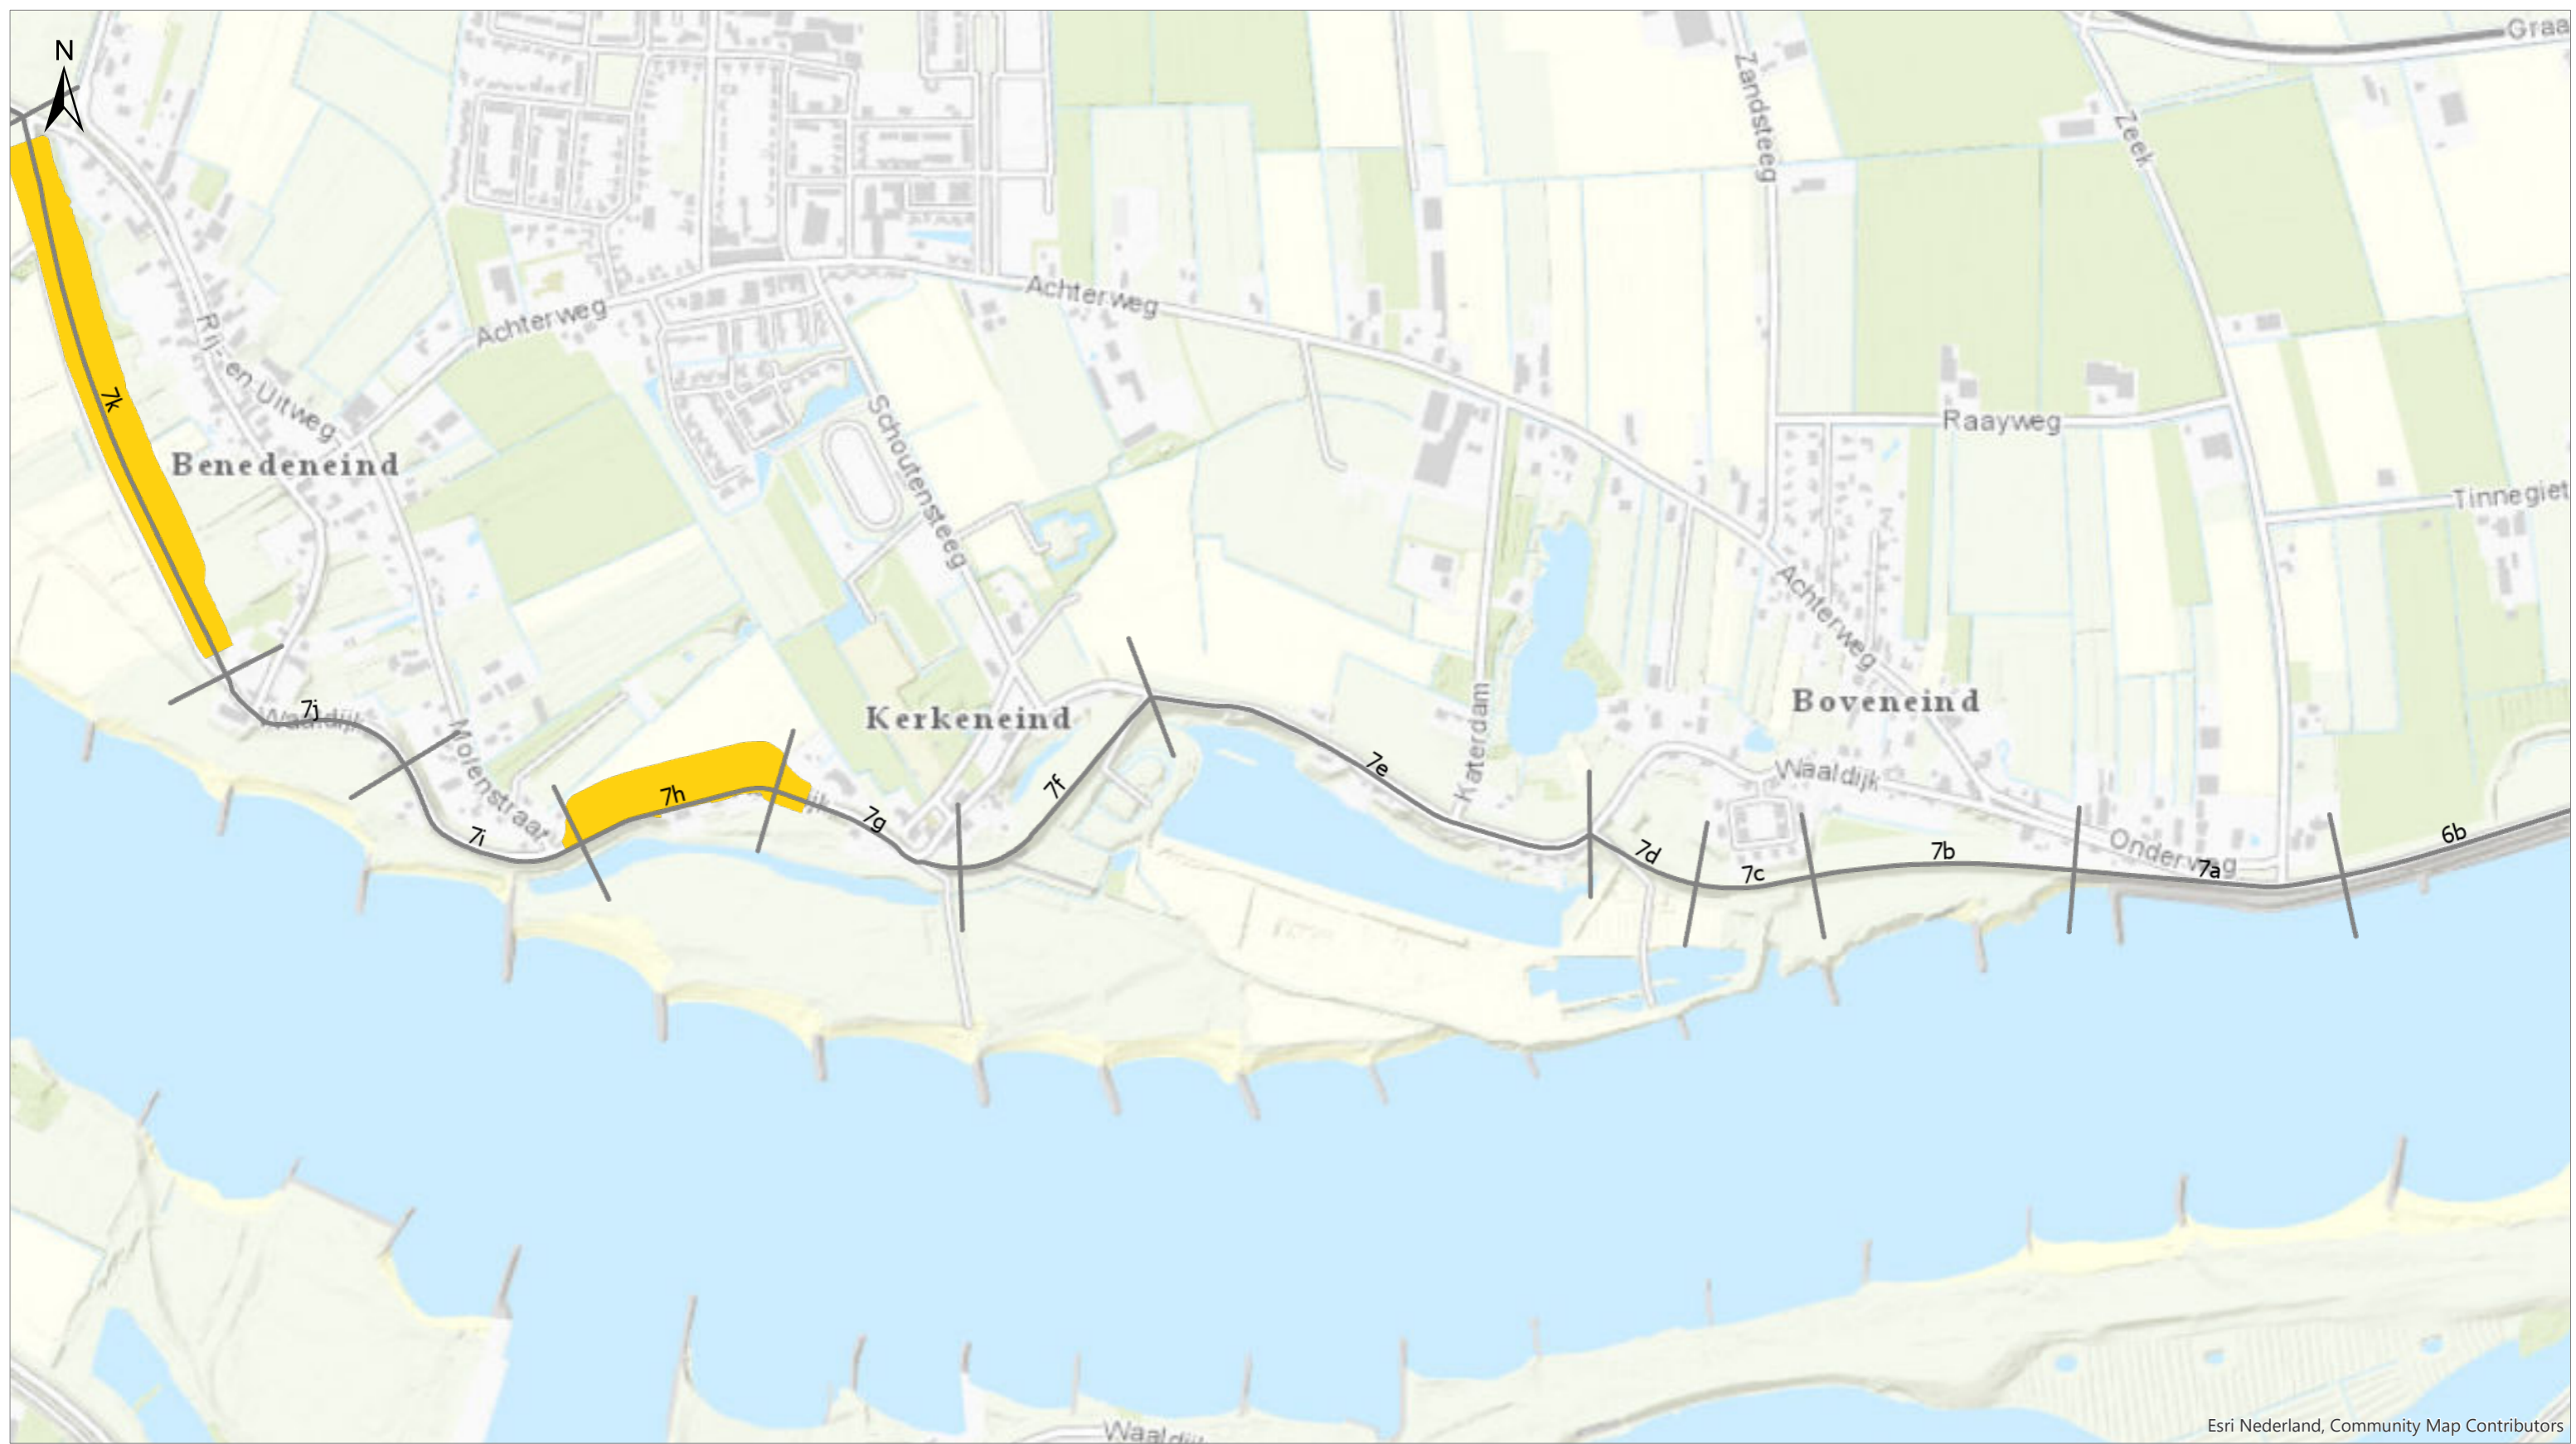 N
Graa
Zandsteeg
Zeek
Achterweg
Achterweg
Rij- en Uitweg
7k
Benedeneind
Schoutensteeg
Raayweg
Tinnegiet
Achterweg
Kerkeneind
Boveneind
Katerdam
Waaldijk
7j
Molenstraat
7h
7i
7g
7f
7e
Waaldijk
7d
7c
7b
Onderweg
7a
6b
Waaldijk
Esri Nederland, Community Map Contributors